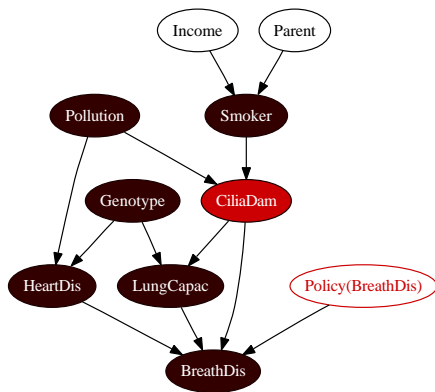 Income
Parent
Pollution
Smoker
Genotype
CiliaDam
HeartDis
LungCapac
Policy(BreathDis)
BreathDis